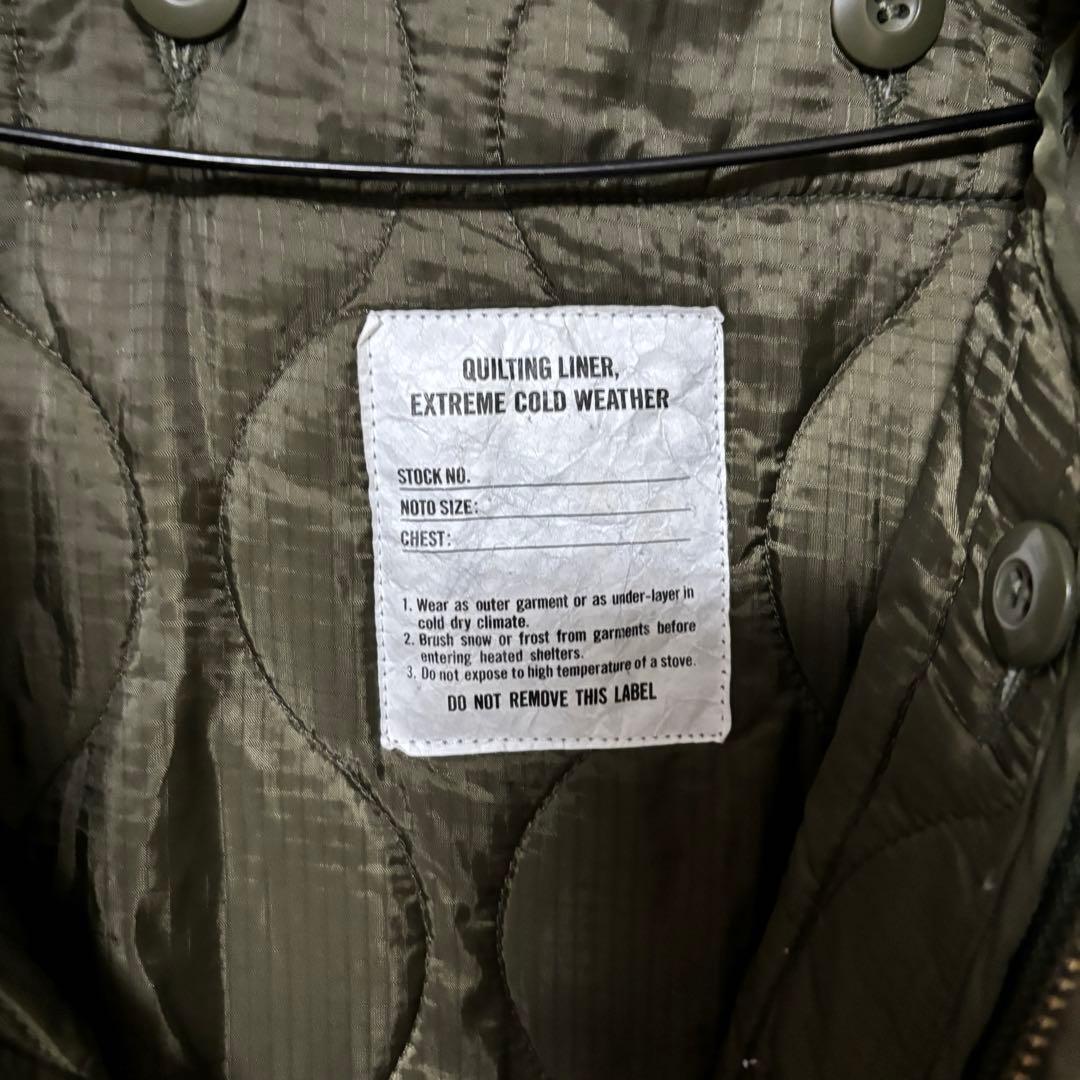 QUILTING LINER,
EXTREME COLD WEATHER
STOCK NO.
NOTO SIZE:
CHEST:
1. Wear as outer garment or as under-layer in
cold dry climate.
2. Brush snow or frost from garments before
entering heated shelters.
3. Do not expose to high temperature of a stove.
DO NOT REMOVE THIS LABEL